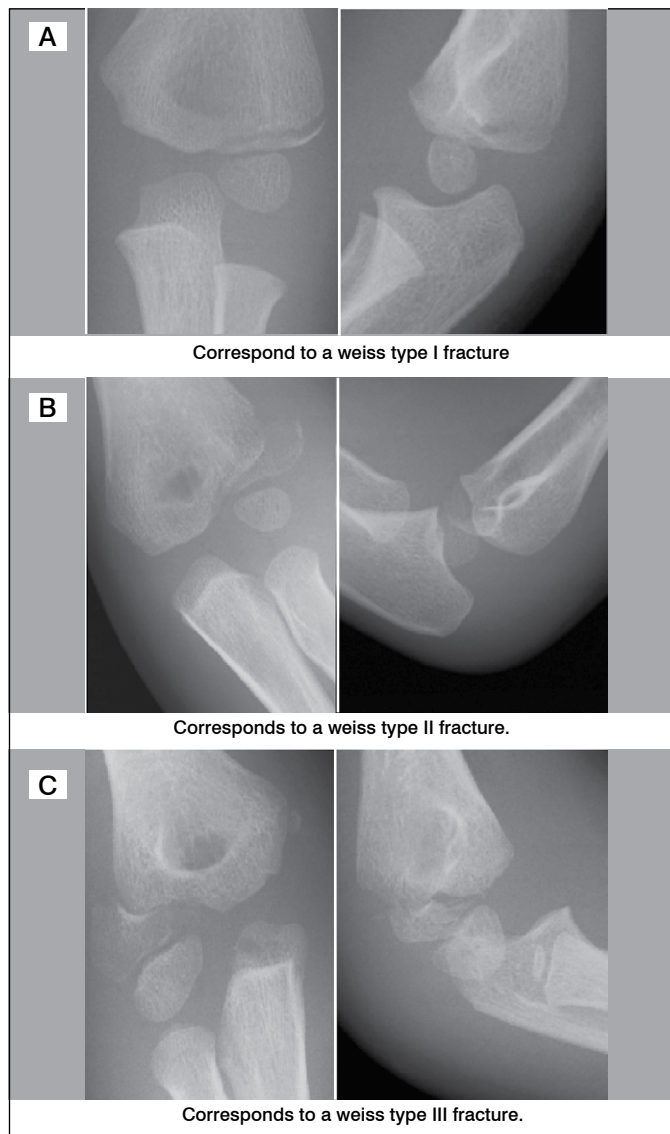 A
Correspond to a weiss type I fracture
B
Corresponds to a weiss type II fracture.
C
Corresponds to a weiss type III fracture.